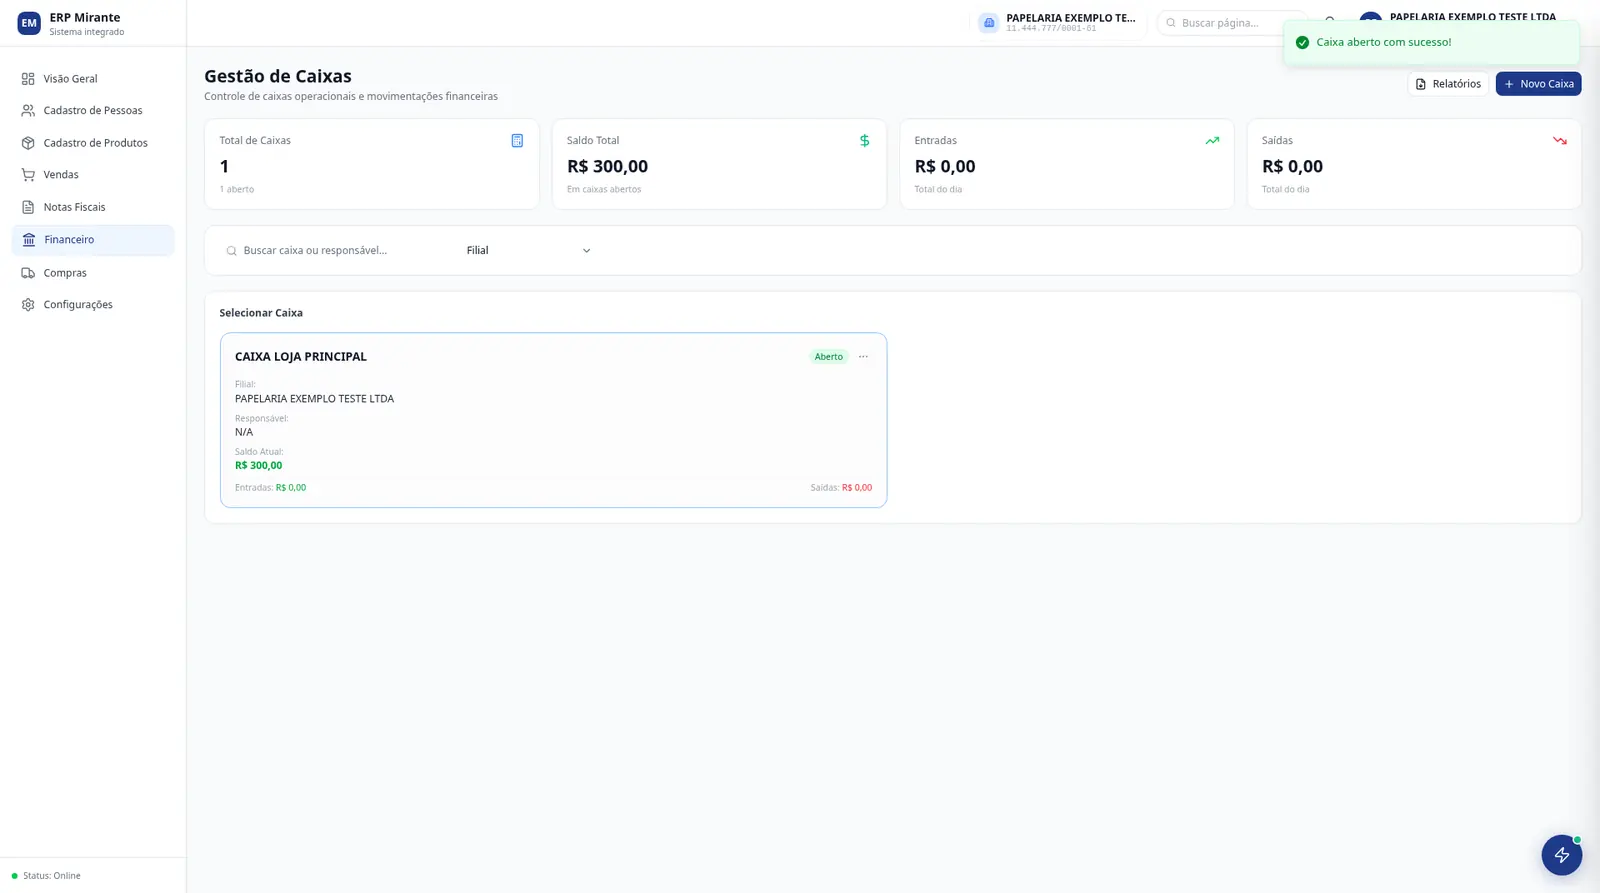 EM
ERP Mirante
Sistema integrado
PAPELARIA EXEMPLO TE...
11.444.777/0001-61
Buscar página...
PAPELARIA EXEMPLO TESTE LTDA
Caixa aberto com sucesso!
Visão Geral
Cadastro de Pessoas
Cadastro de Produtos
Vendas
Notas Fiscais
Financeiro
Compras
Configurações
Status: Online
Gestão de Caixas
Controle de caixas operacionais e movimentações financeiras
Relatórios
Novo Caixa
Total de Caixas
1
1 aberto
Saldo Total
R$ 300,00
Em caixas abertos
Entradas
R$ 0,00
Total do dia
Saídas
R$ 0,00
Total do dia
Buscar caixa ou responsável...
Filial
Selecionar Caixa
CAIXA LOJA PRINCIPAL
Aberto
Filial:
PAPELARIA EXEMPLO TESTE LTDA
Responsável:
N/A
Saldo Atual:
R$ 300,00
Entradas: R$ 0,00
Saídas: R$ 0,00